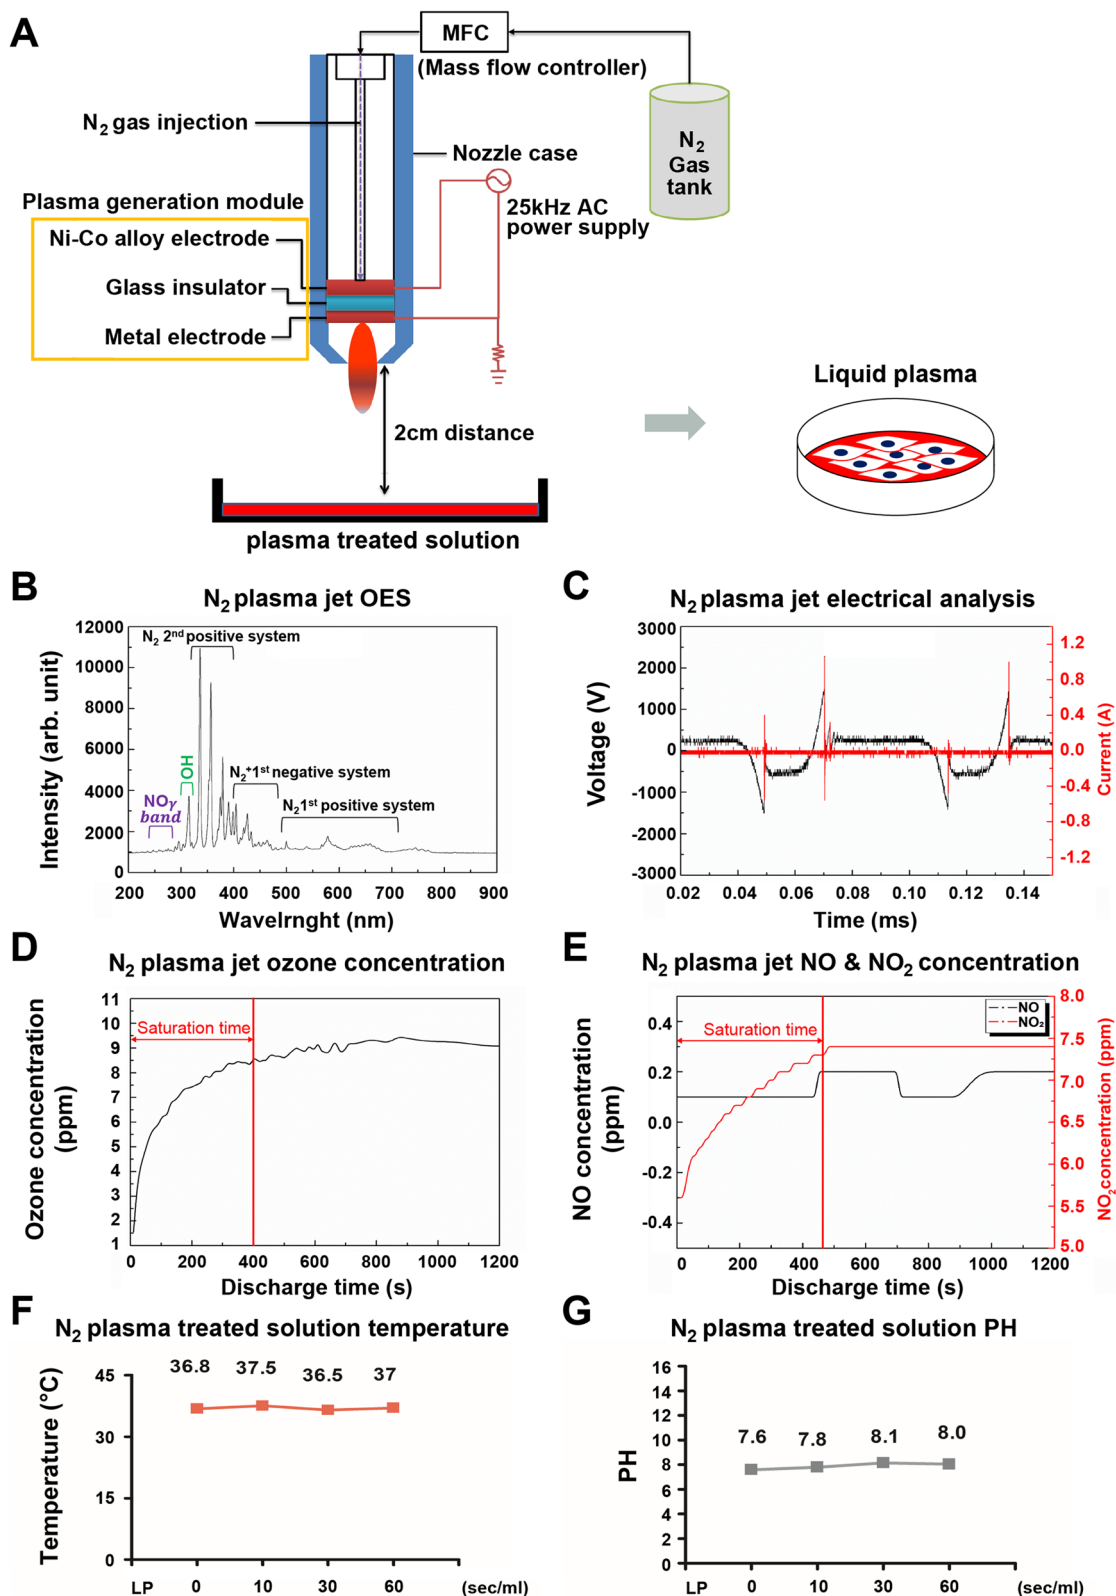 A
MFC
(Mass flow controller)
N₂ gas injection
N₂
Gas
tank
Nozzle case
Plasma generation module
25kHz AC
power supply
Ni-Co alloy electrode
Glass insulator
Metal electrode
2cm distance
Liquid plasma
plasma treated solution
B
N₂ plasma jet OES
12000
10000
8000
6000
4000
2000
0
Intensity (arb. unit)
N₂ 2ⁿᵈ positive system
OH
NOγ
band
N₂⁺1ˢᵗ negative system
N₂1ˢᵗ positive system
200 300 400 500 600 700 800 900
Wavelrnght (nm)
C
N₂ plasma jet electrical analysis
3000
2000
1000
0
-1000
-2000
-3000
Voltage (V)
1.2
0.8
0.4
0.0
-0.4
-0.8
-1.2
Current (A)
0.02 0.04 0.06 0.08 0.10 0.12 0.14
Time (ms)
D
N₂ plasma jet ozone concentration
11
10
9
8
7
6
5
4
3
2
1
Ozone concentration
(ppm)
Saturation time
0 200 400 600 800 1000 1200
Discharge time (s)
E
N₂ plasma jet NO & NO₂ concentration
0.4
0.2
0.0
-0.2
-0.4
NO concentration
(ppm)
Saturation time
NO
NO₂
8.0
7.5
7.0
6.5
6.0
5.5
5.0
NO₂concentration (ppm)
0 200 400 600 800 1000 1200
Discharge time (s)
F
N₂ plasma treated solution temperature
45
30
15
0
Temperature (°C)
36.8 37.5 36.5 37
LP 0 10 30 60 (sec/ml)
G
N₂ plasma treated solution PH
16
14
12
10
8
6
4
2
0
PH
7.6 7.8 8.1 8.0
LP 0 10 30 60 (sec/ml)